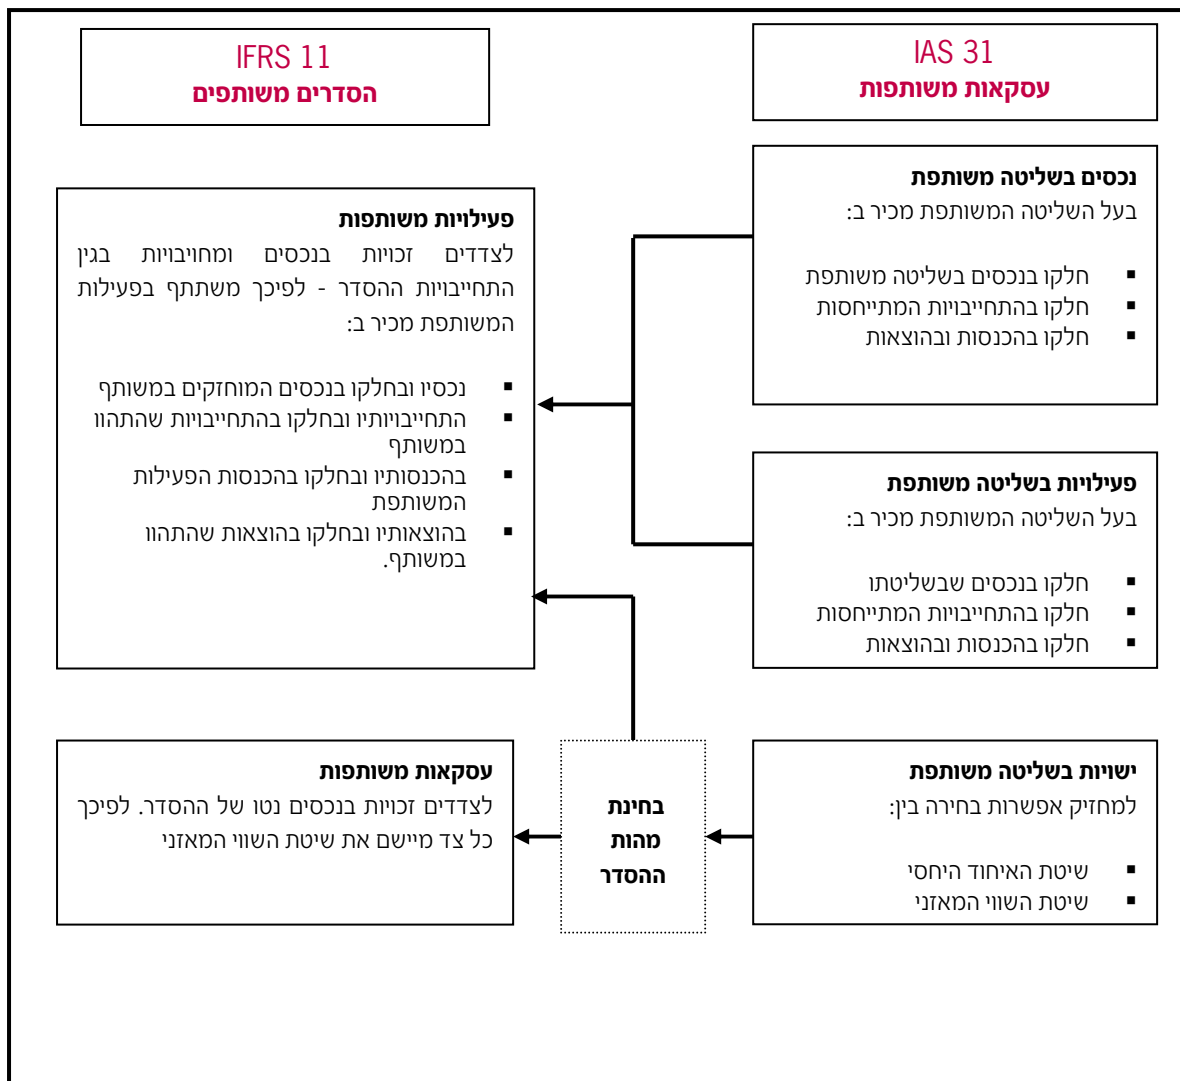 IAS 31
עסקאות משותפות
IFRS 11
הסדרים משותפים
נכסים בשליטה משותפת
בעל השליטה המשותפת מכיר ב:
▪ חלקו בנכסים בשליטה משותפת
▪ חלקו בהתחייבויות המתייחסות
▪ חלקו בהכנסות ובהוצאות
פעילויות בשליטה משותפת
בעל השליטה המשותפת מכיר ב:
▪ חלקו בנכסים שבשליטתו
▪ חלקו בהתחייבויות המתייחסות
▪ חלקו בהכנסות ובהוצאות
פעילויות משותפות
לצדדים זכויות בנכסים ומחויבויות בגין
התחייבויות ההסדר - לפיכך משתתף בפעילות
המשותפת מכיר ב:
▪ נכסיו ובחלקו בנכסים המוחזקים במשותף
▪ התחייבויותיו ובחלקו בהתחייבויות שהתהוו
במשותף
▪ בהכנסותיו ובחלקו בהכנסות הפעילות
המשותפת
▪ בהוצאותיו ובחלקו בהוצאות שהתהוו
במשותף.
ישויות בשליטה משותפת
למחזיק אפשרות בחירה בין:
▪ שיטת האיחוד היחסי
▪ שיטת השווי המאזני
בחינת
מהות
ההסדר
עסקאות משותפות
לצדדים זכויות בנכסים נטו של ההסדר. לפיכך
כל צד מיישם את שיטת השווי המאזני